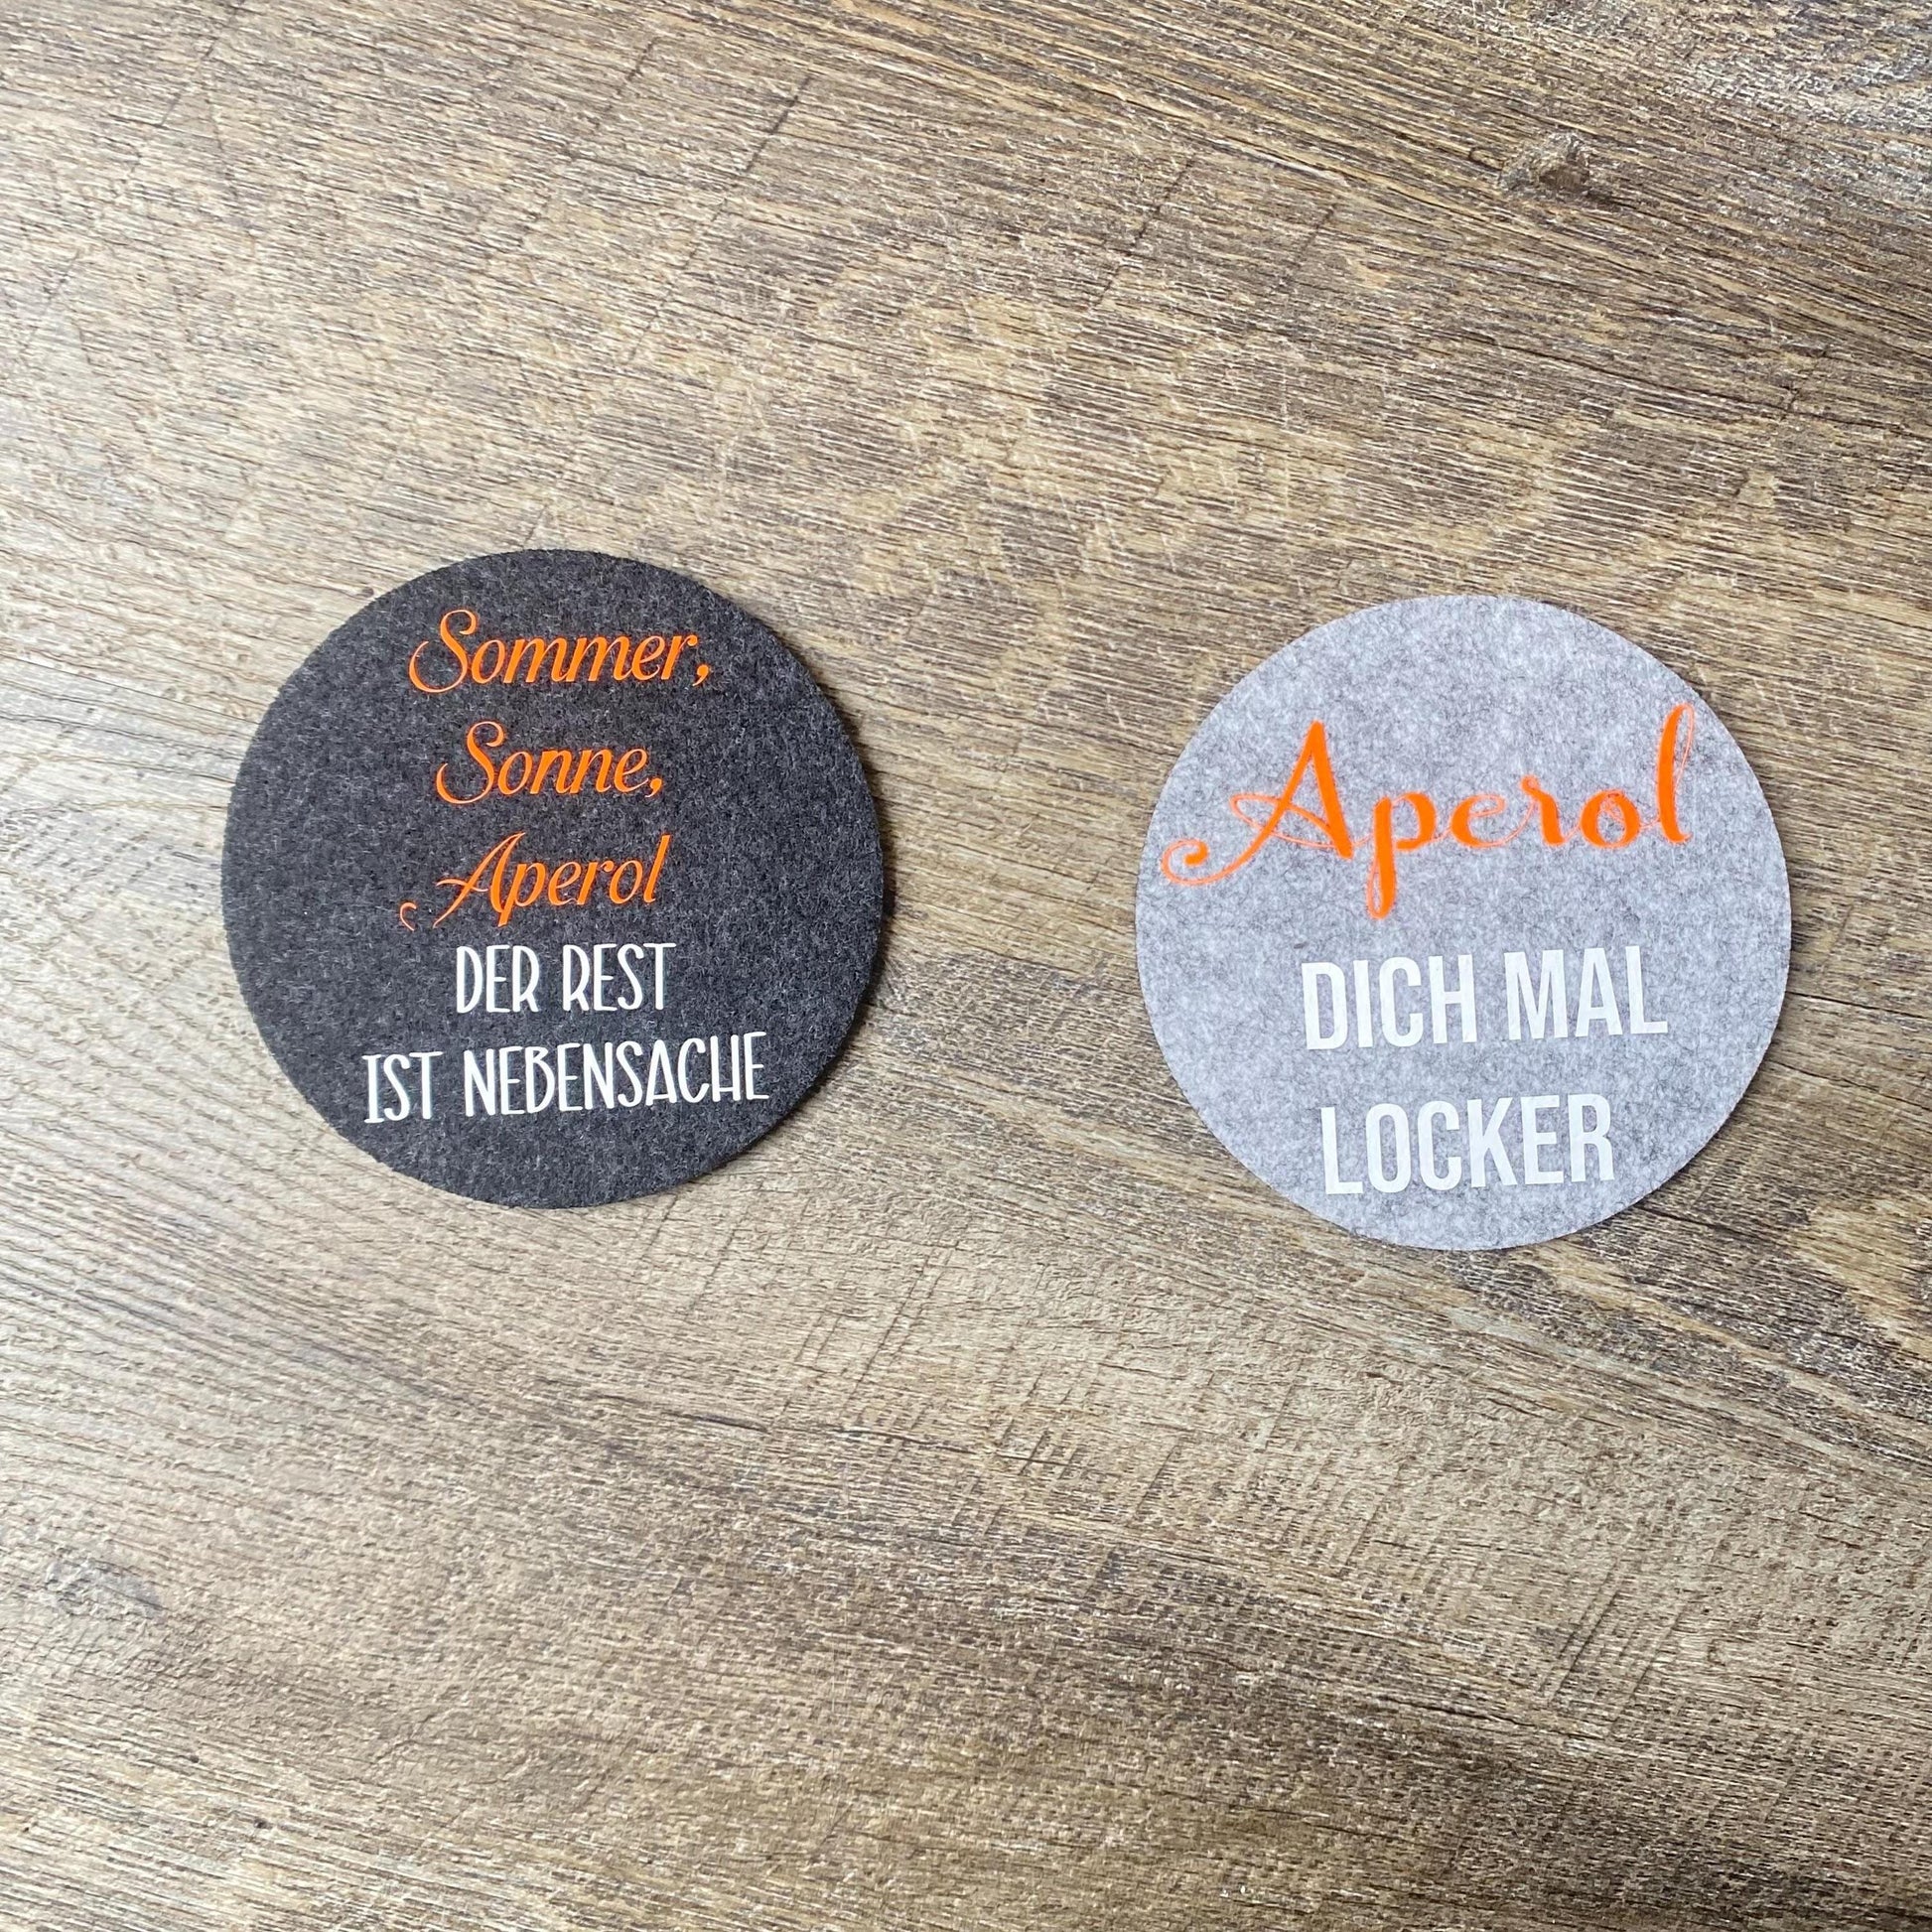 Sommer,
Sonne,
Aperol
DER REST
IST NEBENSACHE
Aperol
DICH MAL
LOCKER